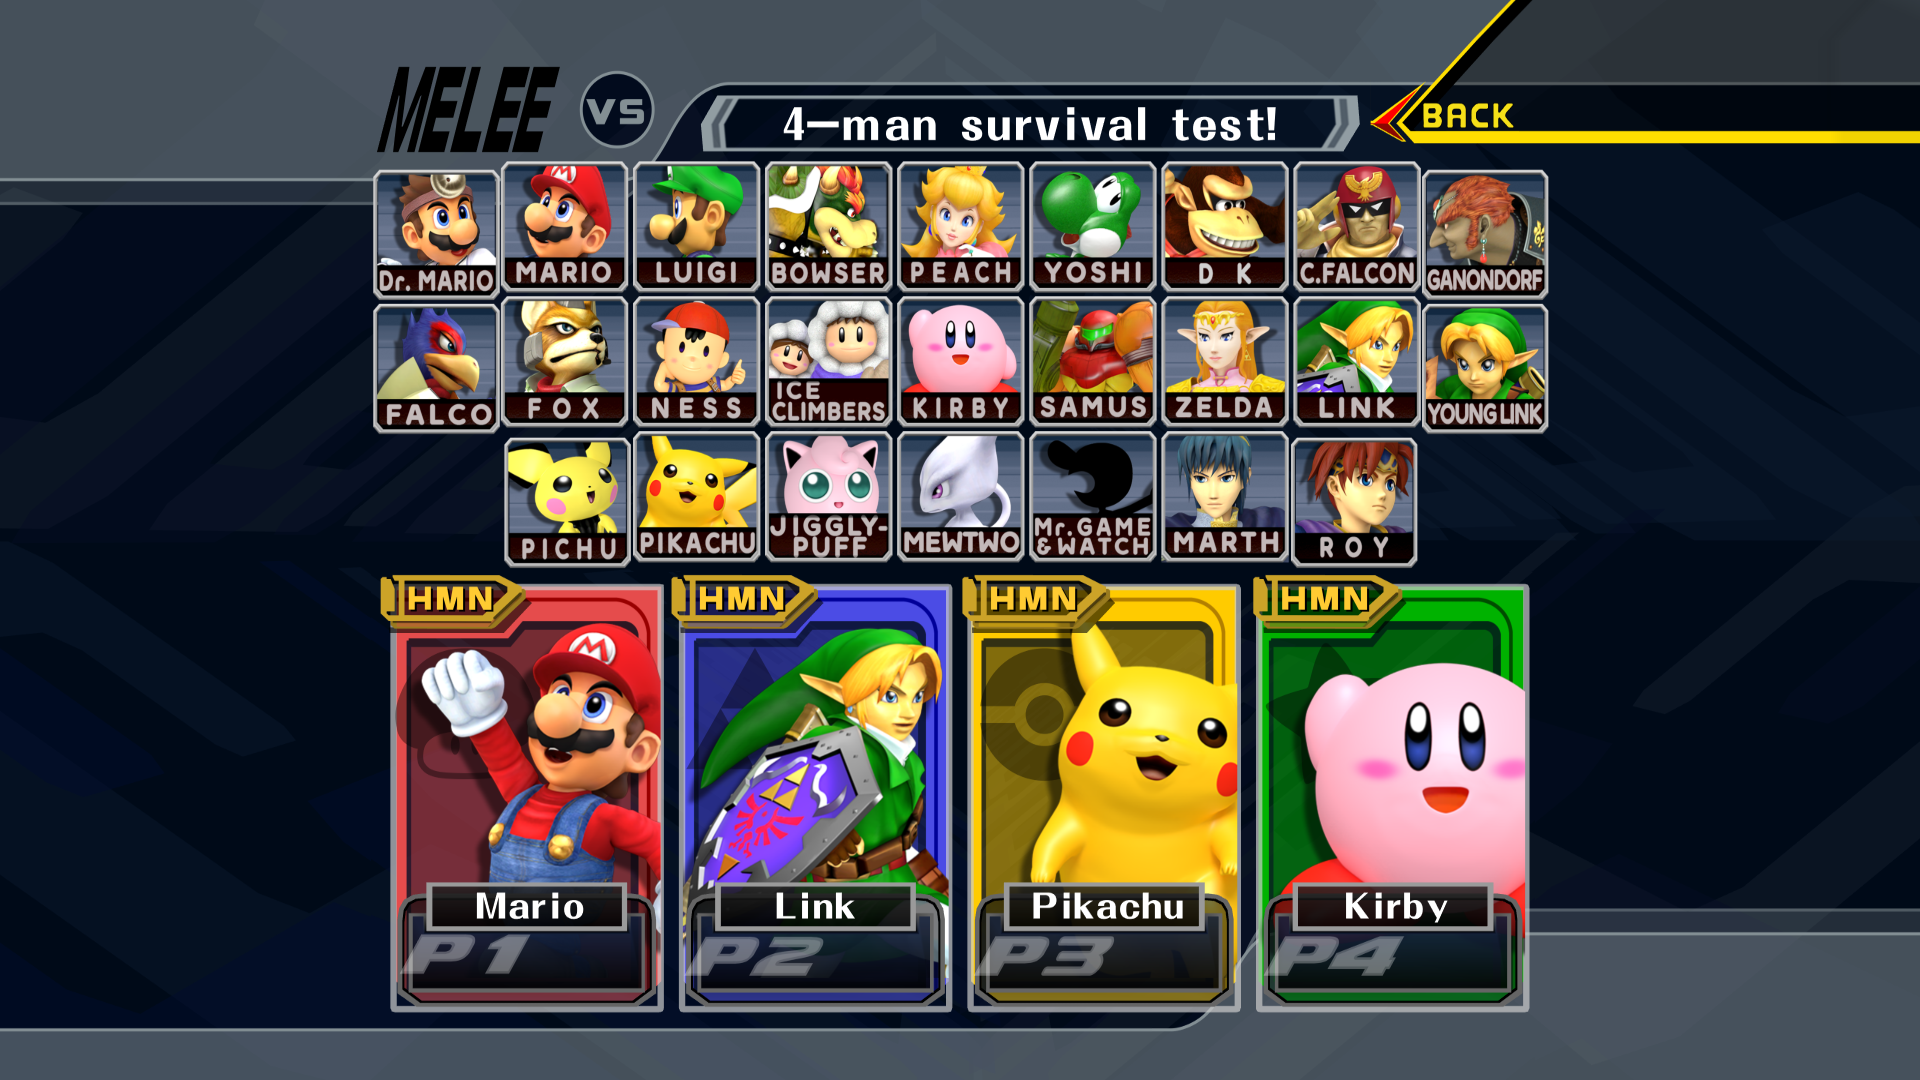 MELEE VS 4-man survival test! BACK
Dr. MARIO MARIO LUIGI BOWSER PEACH YOSHI D K C.FALCON GANONDORF
FALCO FOX NESS ICE CLIMBERS KIRBY SAMUS ZELDA LINK YOUNG LINK
PICHU PIKACHU JIGGLY-PUFF MEWTWO Mr. GAME & WATCH MARTH ROY
HMN HMN HMN HMN
M
M
Mario Link Pikachu Kirby
P1 P2 P3 P4